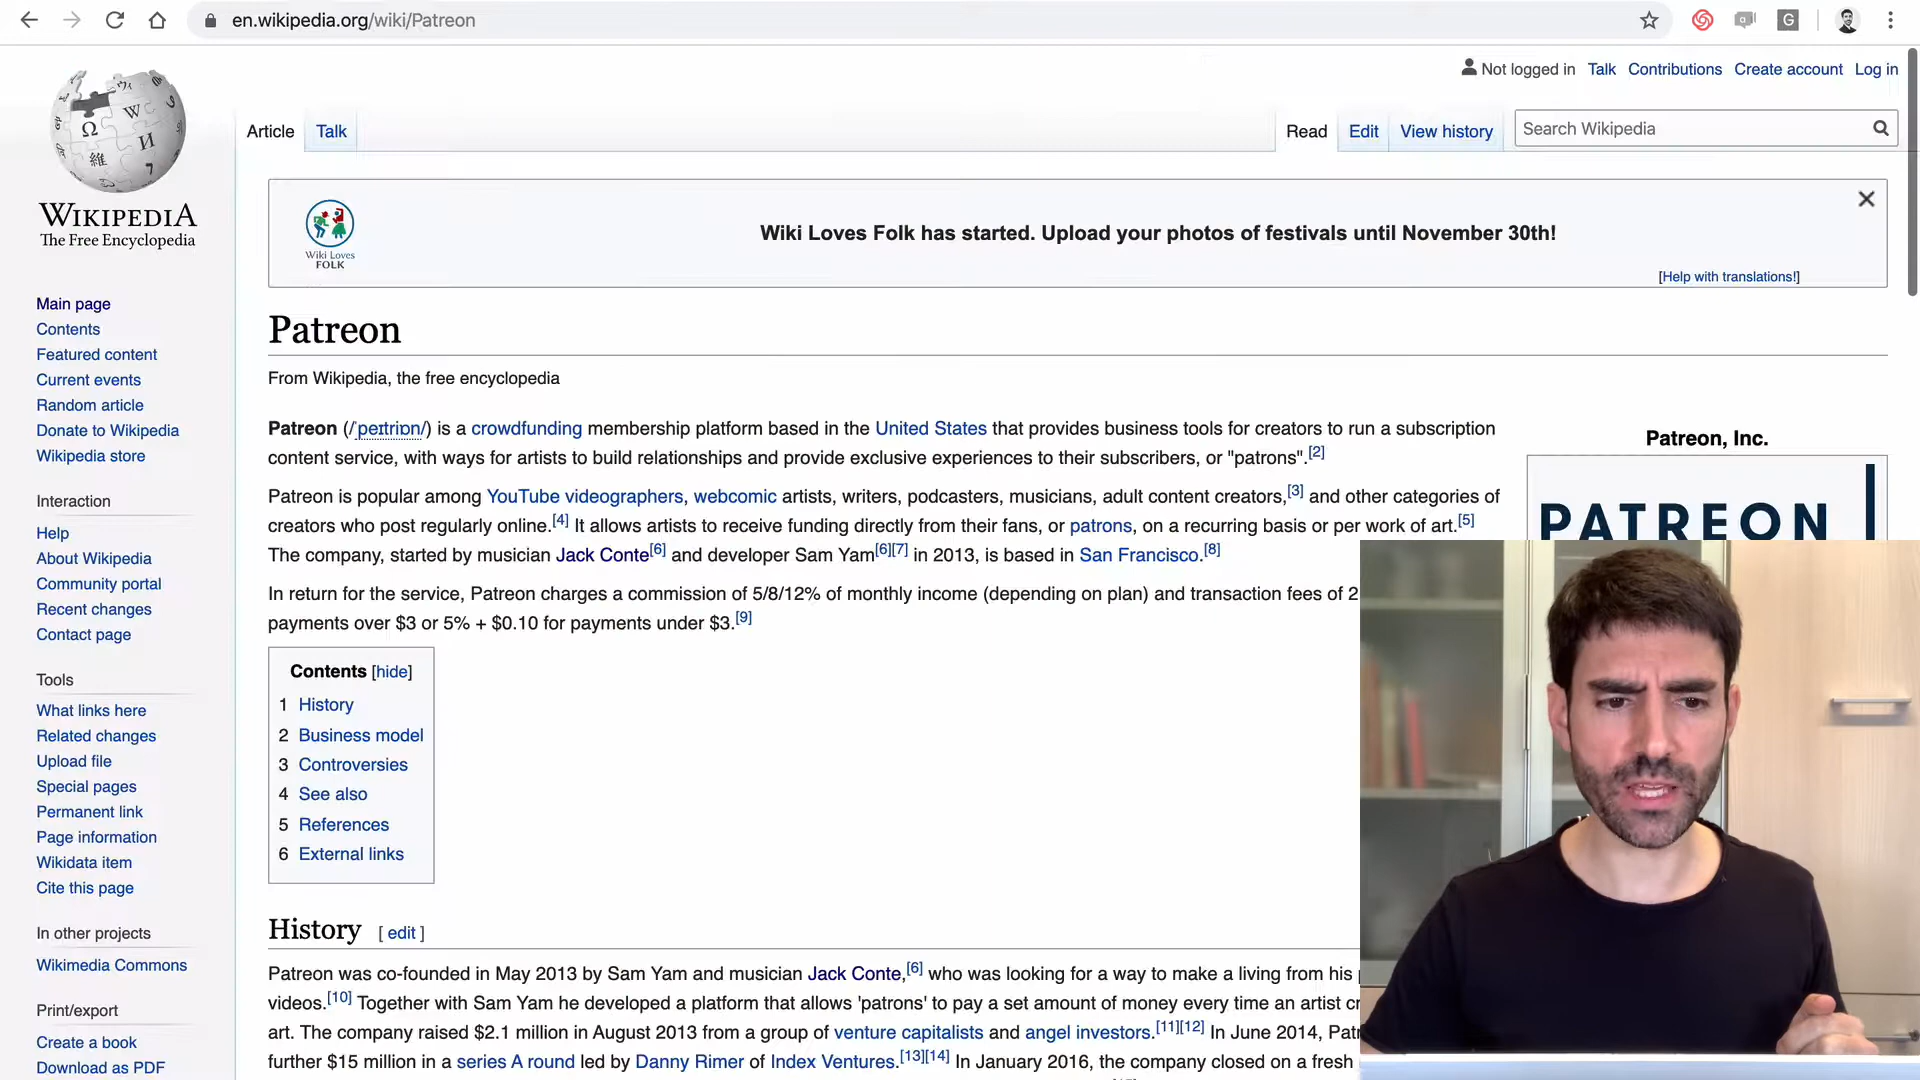 en.wikipedia.org/wiki/Patreon
Not logged in Talk Contributions Create account Log in
Article Talk Read Edit View history Search Wikipedia
WIKIPEDIA
The Free Encyclopedia
Wiki Loves
FOLK
Wiki Loves Folk has started. Upload your photos of festivals until November 30th!
[Help with translations!]
Main page
Contents
Featured content
Current events
Random article
Donate to Wikipedia
Wikipedia store
Interaction
Help
About Wikipedia
Community portal
Recent changes
Contact page
Tools
What links here
Related changes
Upload file
Special pages
Permanent link
Page information
Wikidata item
Cite this page
In other projects
Wikimedia Commons
Print/export
Create a book
Download as PDF
Patreon
From Wikipedia, the free encyclopedia
Patreon (/ˈpeɪtriɒn/) is a crowdfunding membership platform based in the United States that provides business tools for creators to run a subscription
content service, with ways for artists to build relationships and provide exclusive experiences to their subscribers, or "patrons".[2]
Patreon is popular among YouTube videographers, webcomic artists, writers, podcasters, musicians, adult content creators,[3] and other categories of
creators who post regularly online.[4] It allows artists to receive funding directly from their fans, or patrons, on a recurring basis or per work of art.[5]
The company, started by musician Jack Conte[6] and developer Sam Yam[6][7] in 2013, is based in San Francisco.[8]
In return for the service, Patreon charges a commission of 5/8/12% of monthly income (depending on plan) and transaction fees of 2
payments over $3 or 5% + $0.10 for payments under $3.[9]
Patreon, Inc.
PATREON
Contents [hide]
1 History
2 Business model
3 Controversies
4 See also
5 References
6 External links
History [ edit ]
Patreon was co-founded in May 2013 by Sam Yam and musician Jack Conte,[6] who was looking for a way to make a living from his
videos.[10] Together with Sam Yam he developed a platform that allows 'patrons' to pay a set amount of money every time an artist
art. The company raised $2.1 million in August 2013 from a group of venture capitalists and angel investors.[11][12] In June 2014,
further $15 million in a series A round led by Danny Rimer of Index Ventures.[13][14] In January 2016, the company closed on a fresh